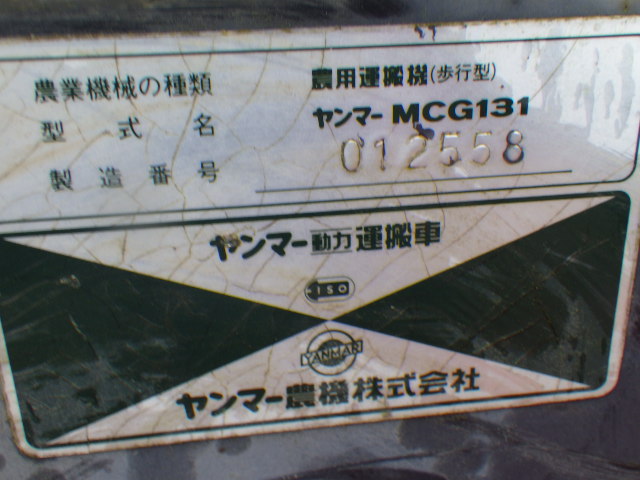 農業機械の種類 農用運搬機(歩行型)
型式名 ヤンマー MCG131
製造番号 012558
ヤンマー動力運搬車
ISO
YANMAR
ヤンマー農機株式会社